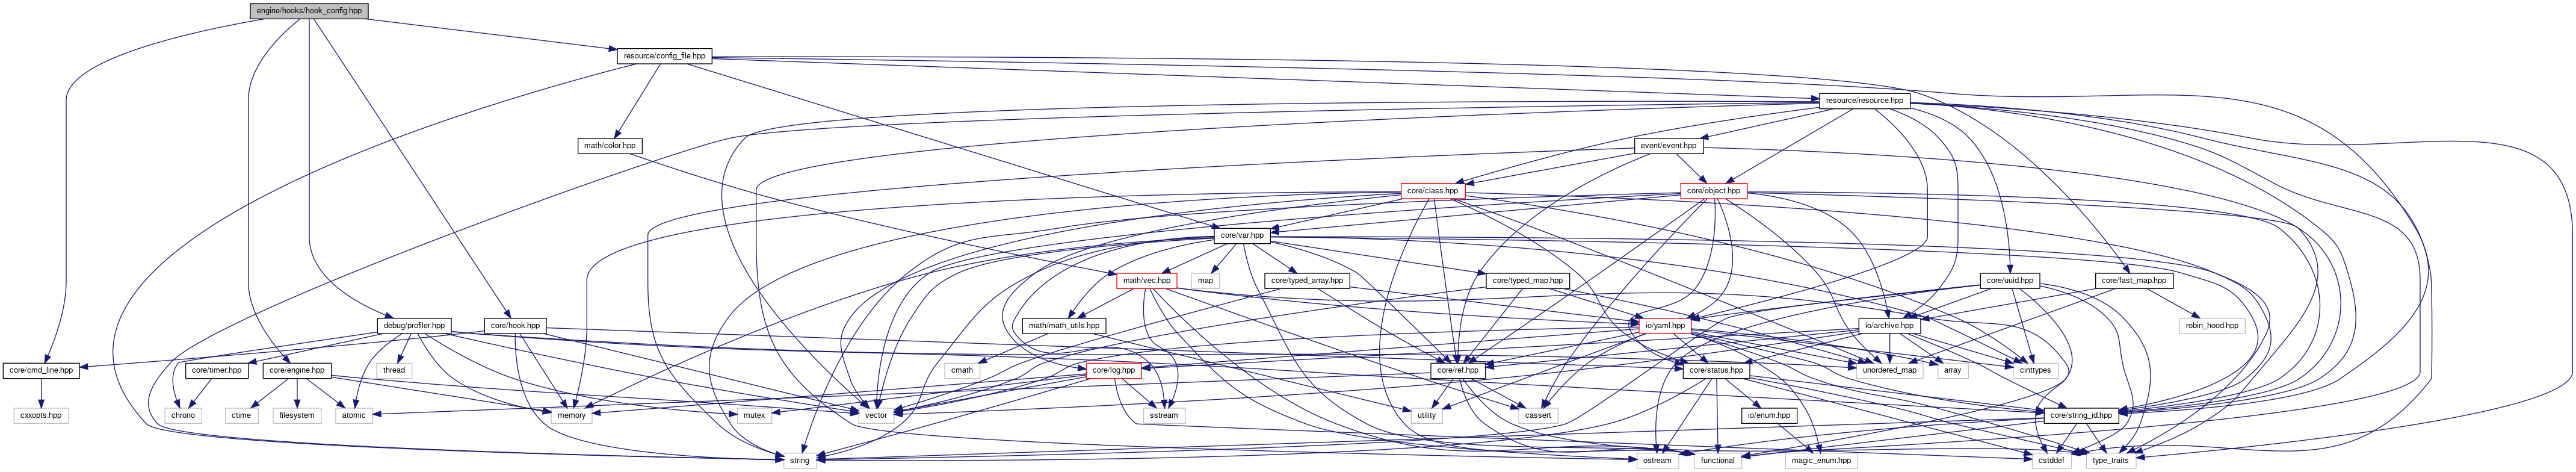 engine/hooks/hook_config.hpp
resource/config_file.hpp
resource/resource.hpp
math/color.hpp
event/event.hpp
core/class.hpp
core/object.hpp
core/var.hpp
math/vec.hpp
map
core/typed_array.hpp
core/typed_map.hpp
core/uuid.hpp
core/fast_map.hpp
debug/profiler.hpp
core/hook.hpp
math/math_utils.hpp
io/yaml.hpp
io/archive.hpp
robin_hood.hpp
core/cmd_line.hpp
core/timer.hpp
core/engine.hpp
thread
cmath
core/log.hpp
core/ref.hpp
core/status.hpp
unordered_map
array
cinttypes
cxxopts.hpp
chrono
ctime
filesystem
atomic
memory
mutex
vector
sstream
utility
cassert
io/enum.hpp
core/string_id.hpp
string
ostream
functional
magic_enum.hpp
cstddef
type_traits